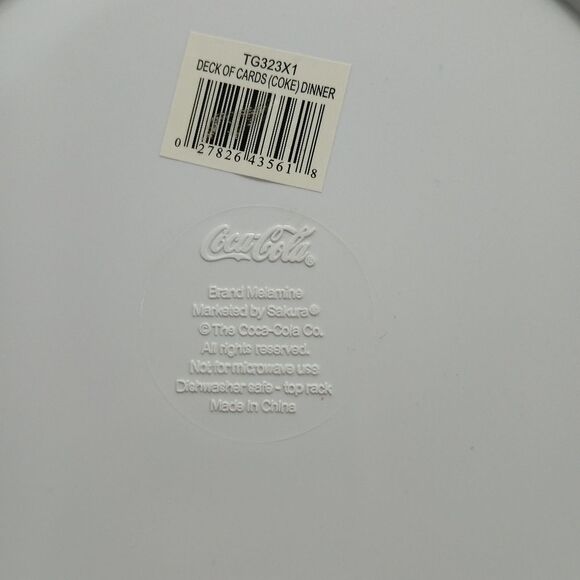 TG323X1
DECK OF CARDS (COKE) DINNER
0 27826 43561 8
Coca-Cola®
Brand Melamine
Marketed by Sakura®
© The Coca-Cola Co.
All rights reserved.
Not for microwave use
Dishwasher safe - top rack
Made in China